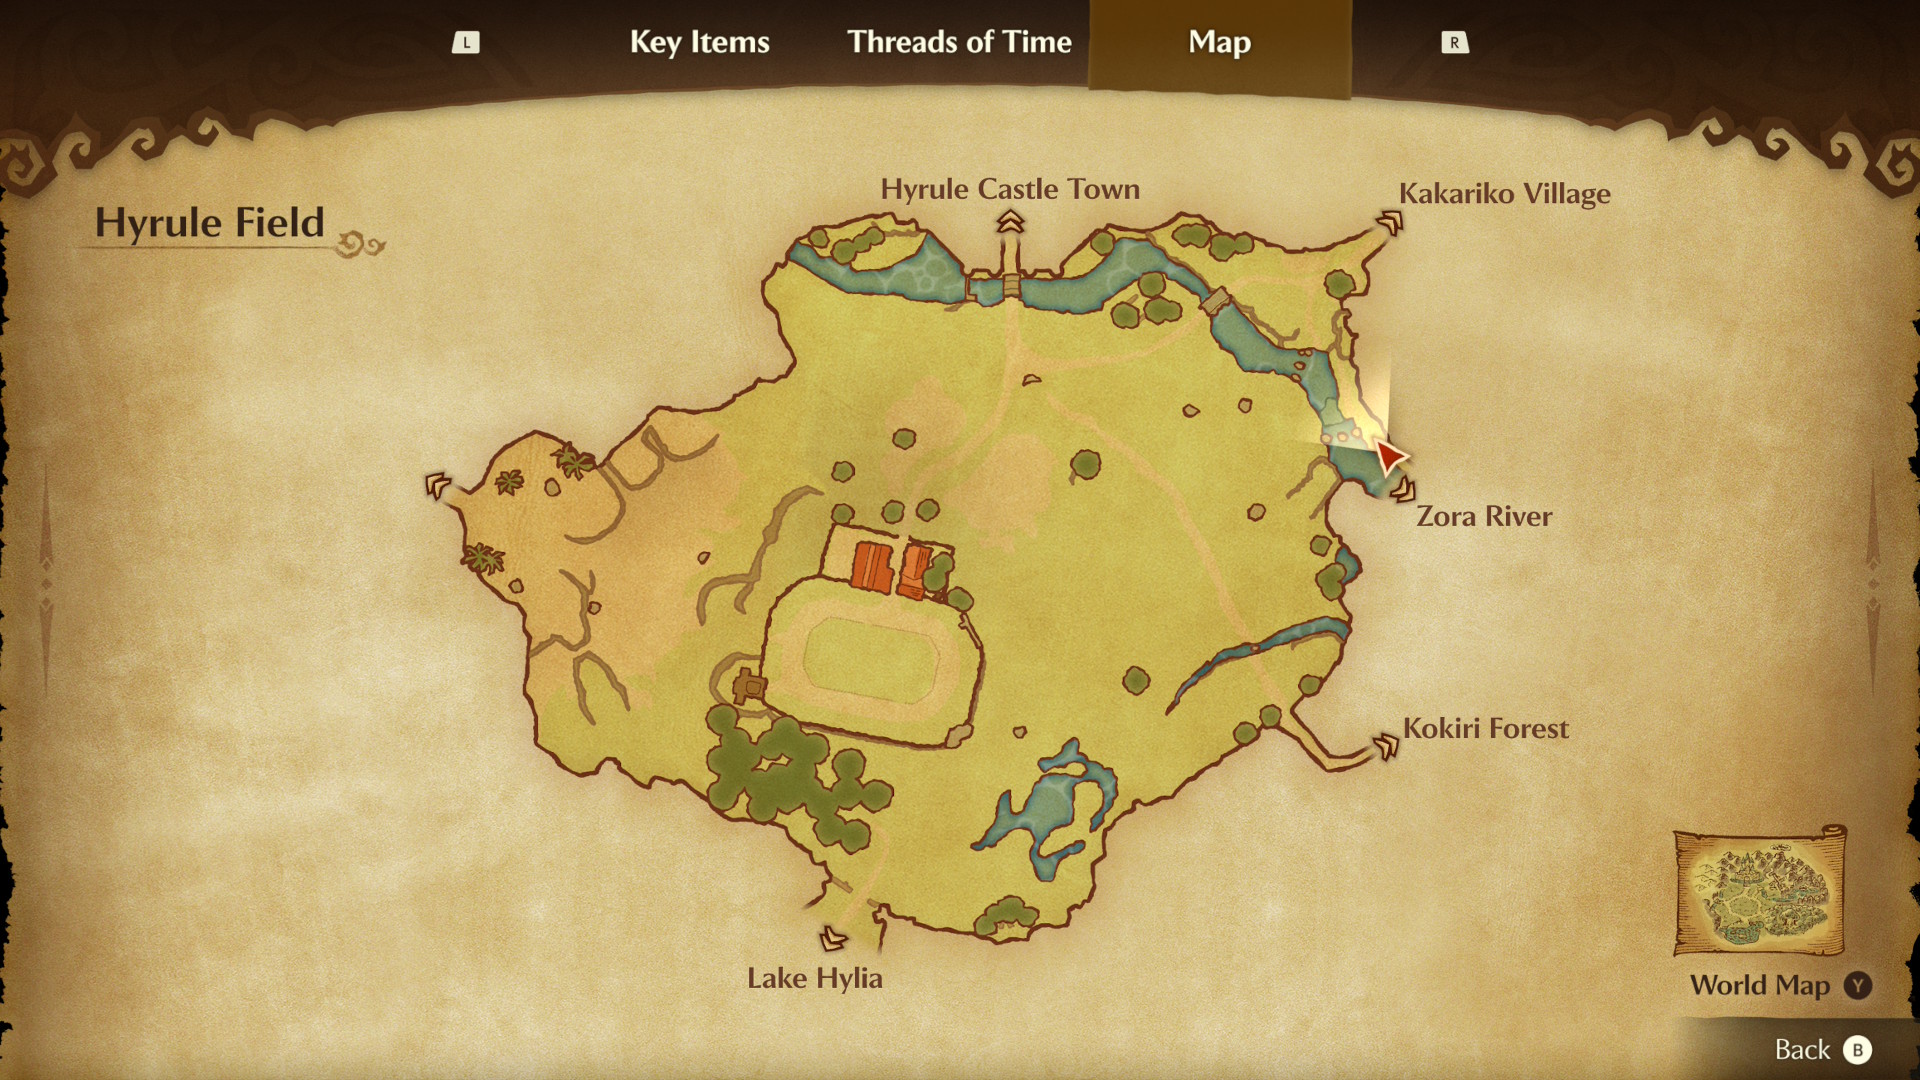 L
Key Items
Threads of Time
Map
R
Hyrule Field
Hyrule Castle Town
Kakariko Village
Zora River
Kokiri Forest
Lake Hylia
World Map Y
Back B